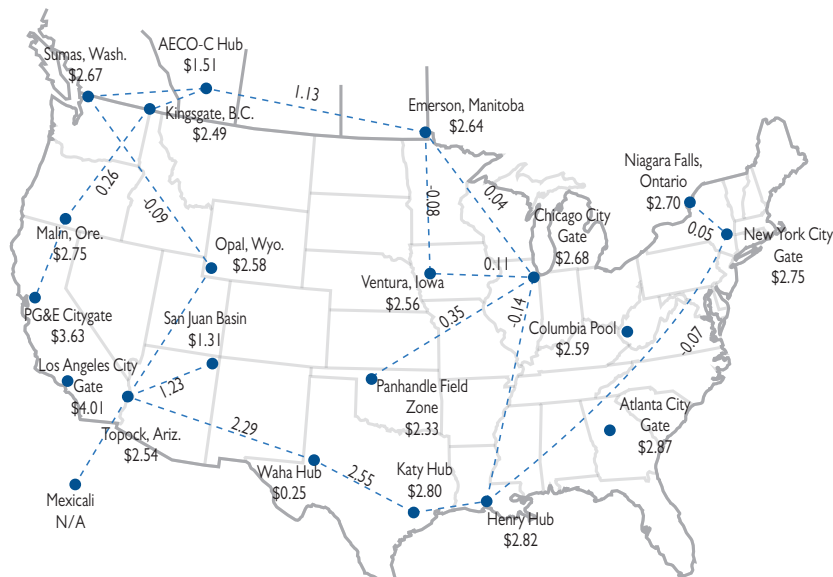 AECO-C Hub
$1.51
Sumas, Wash.
$2.67
1.13
Kingsgate, B.C.
$2.49
Emerson, Manitoba
$2.64
Niagara Falls,
Ontario
$2.70
0.05
New York City
Gate
$2.75
0.26
-0.09
-0.08
0.04
Malin, Ore.
$2.75
Opal, Wyo.
$2.58
Chicago City
Gate
$2.68
0.11
Ventura, Iowa
$2.56
PG&E Citygate
$3.63
San Juan Basin
$1.31
0.35
-0.14
Columbia Pool
$2.59
-0.07
Los Angeles City
Gate
$4.01
1.23
Panhandle Field
Zone
$2.33
Atlanta City
Gate
$2.87
Topock, Ariz.
$2.54
2.29
Waha Hub
$0.25
2.55
Katy Hub
$2.80
Henry Hub
$2.82
Mexicali
N/A